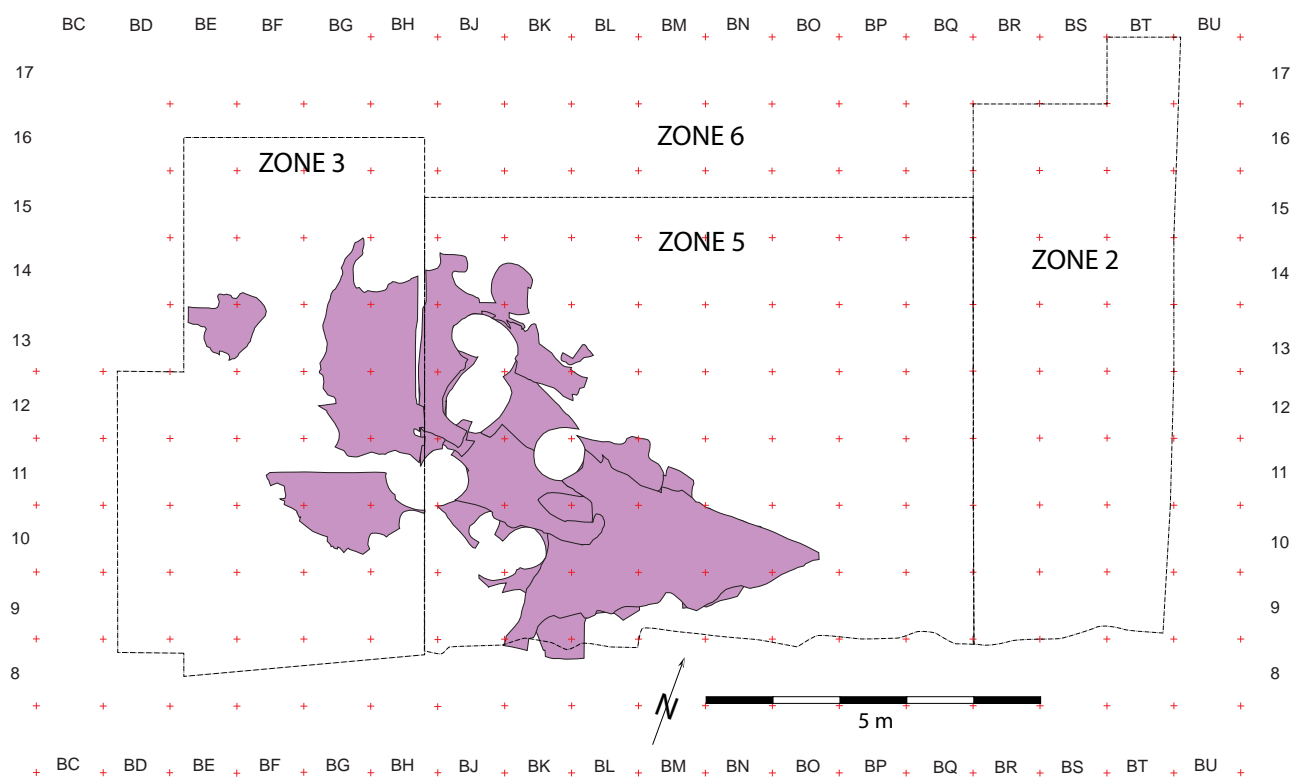 BC BD BE BF BG BH BJ BK BL BM BN BO BP BQ BR BS BT BU
17 17
16 ZONE 6 16
ZONE 3
15 15
ZONE 5
ZONE 2
14 14
13 13
12 12
11 11
10 10
9 9
8 8
N
5 m
BC BD BE BF BG BH BJ BK BL BM BN BO BP BQ BR BS BT BU